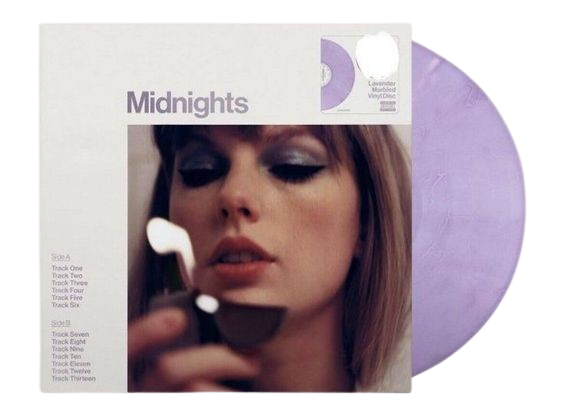 Midnights
Lavender
Marbled
Vinyl Disc
Side A
Track One
Track Two
Track Three
Track Four
Track Five
Track Six
Side B
Track Seven
Track Eight
Track Nine
Track Ten
Track Eleven
Track Twelve
Track Thirteen